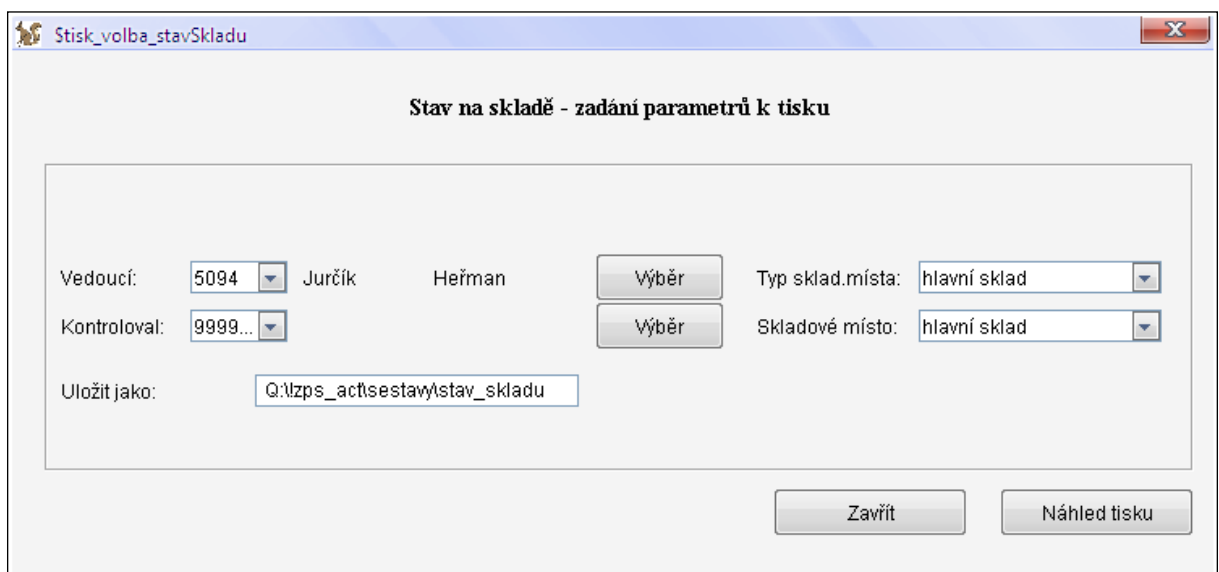 Stisk_volba_stavSkladu
Stav na skladě - zadání parametrů k tisku
Vedoucí: 5094 Jurčík Heřman Výběr Typ sklad.místa: hlavní sklad
Kontroloval: 9999... Výběr Skladové místo: hlavní sklad
Uložit jako: Q:\!zps_act\sestavy\stav_skladu
Zavřít Náhled tisku